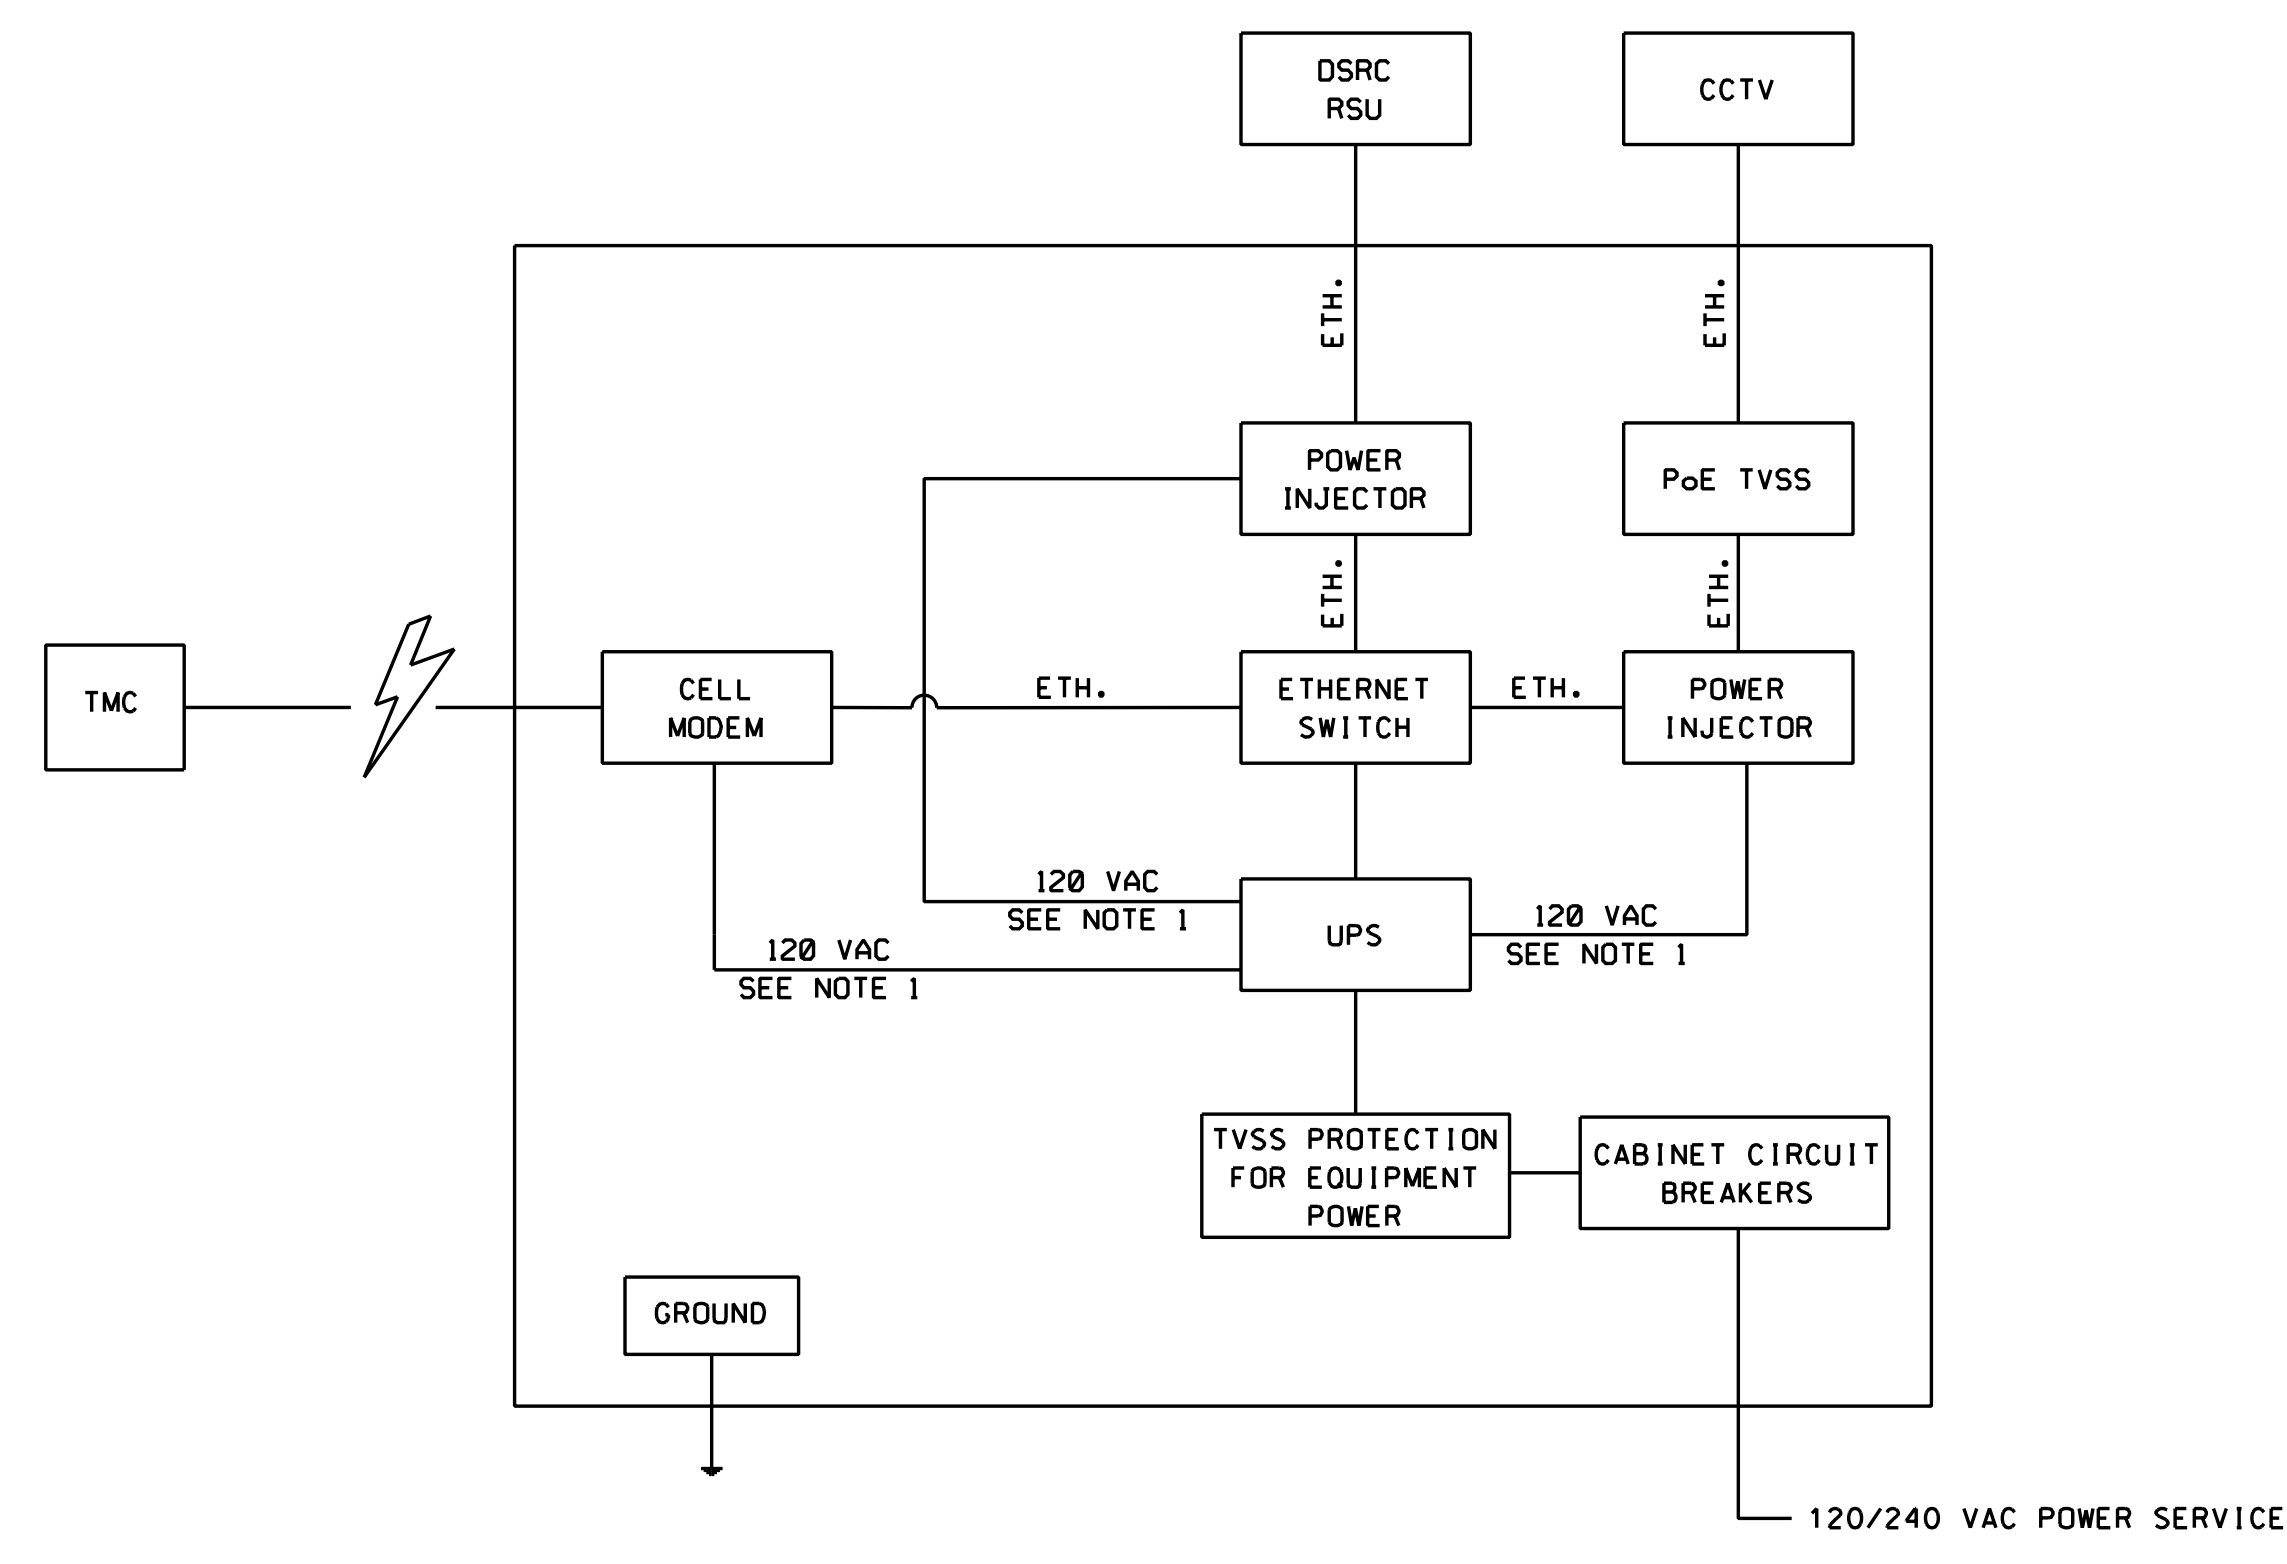 DSRC
RSU
CCTV
ETH.
ETH.
POWER
INJECTOR
PoE TVSS
ETH.
ETH.
TMC
CELL
MODEM
ETH.
ETHERNET
SWITCH
ETH.
POWER
INJECTOR
120 VAC
SEE NOTE 1
120 VAC
SEE NOTE 1
UPS
120 VAC
SEE NOTE 1
TVSS PROTECTION
FOR EQUIPMENT
POWER
CABINET CIRCUIT
BREAKERS
GROUND
120/240 VAC POWER SERVICE